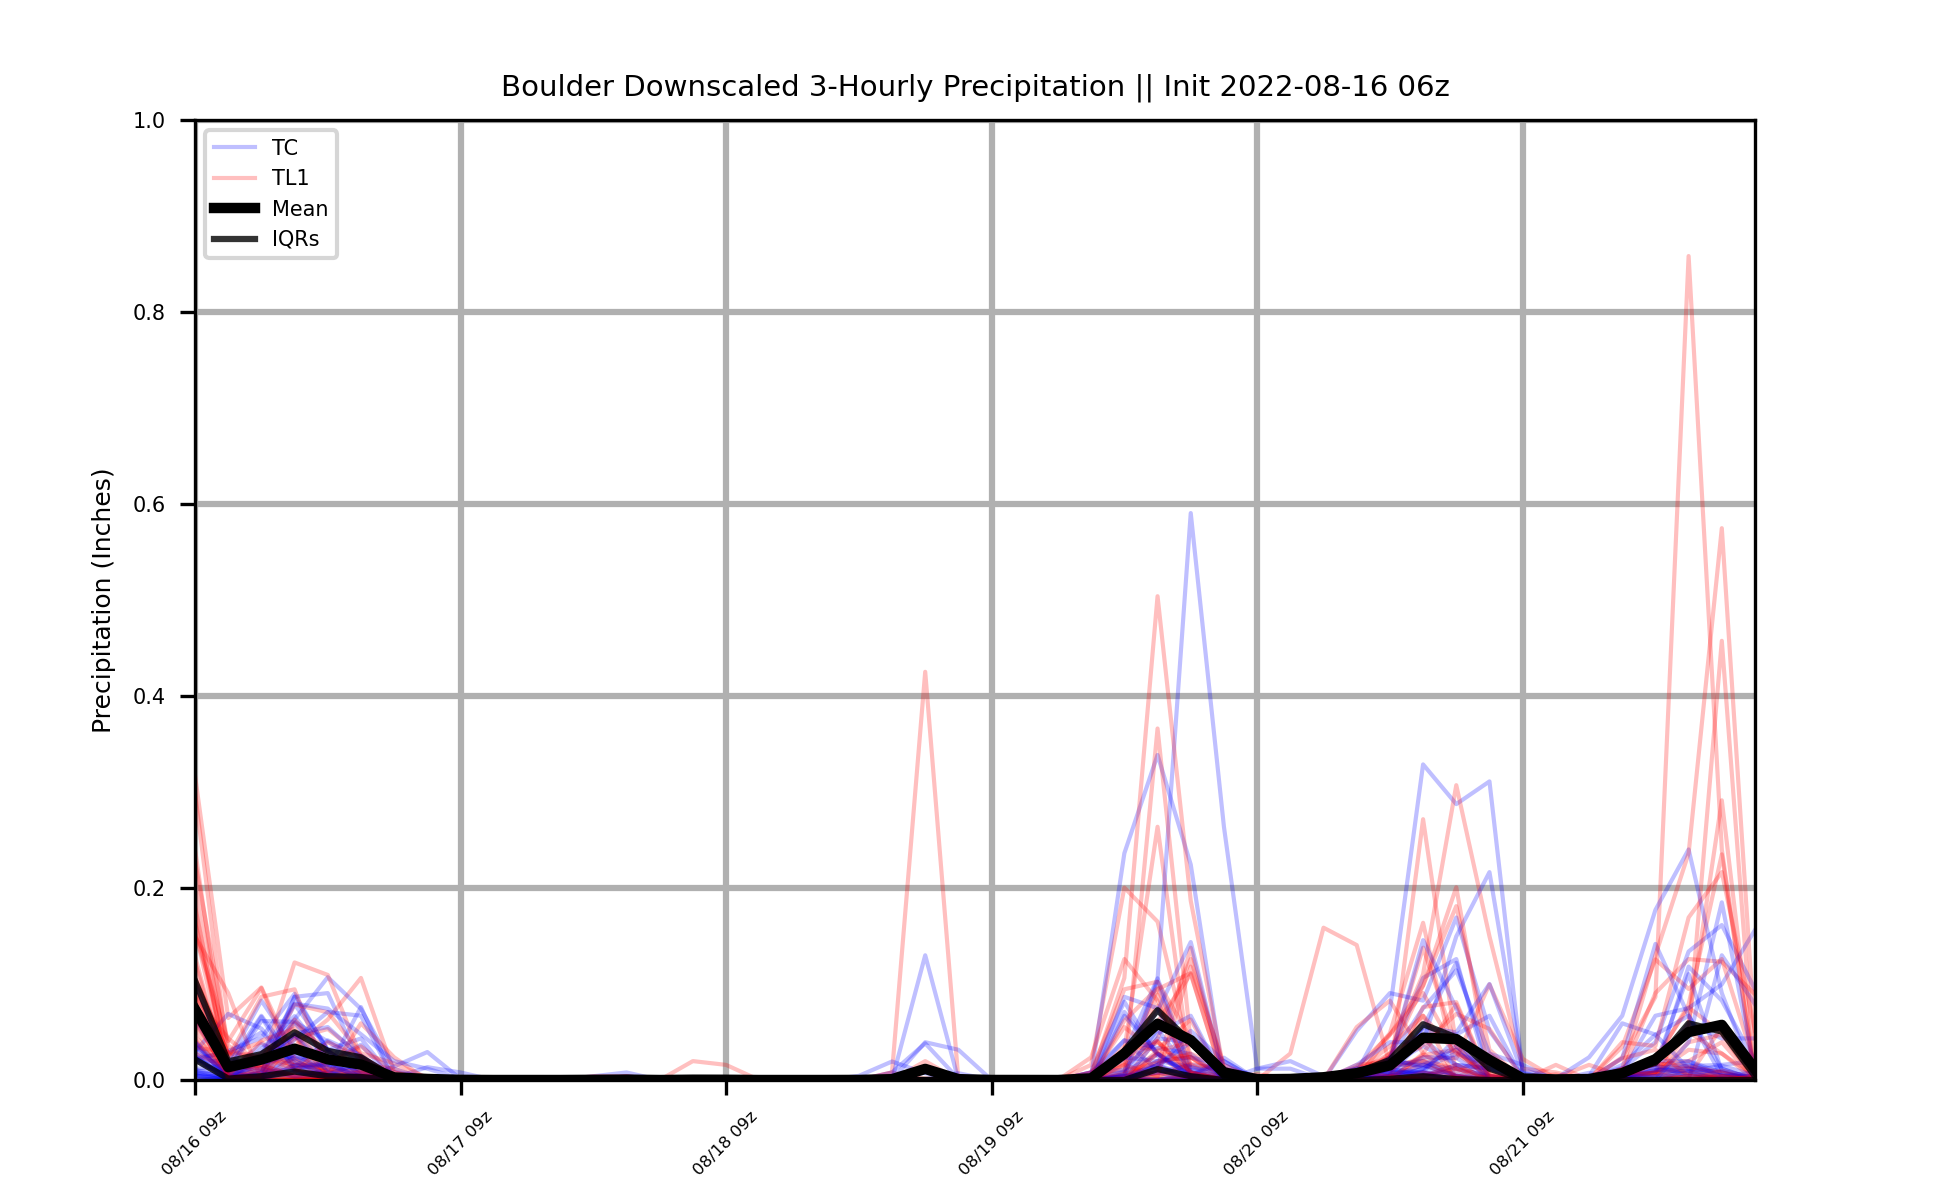 Boulder Downscaled 3-Hourly Precipitation || Init 2022-08-16 06z
1.0
0.8
0.6
0.4
0.2
0.0
Precipitation (Inches)
TC
TL1
Mean
IQRs
08/16 09z
08/17 09z
08/18 09z
08/19 09z
08/20 09z
08/21 09z